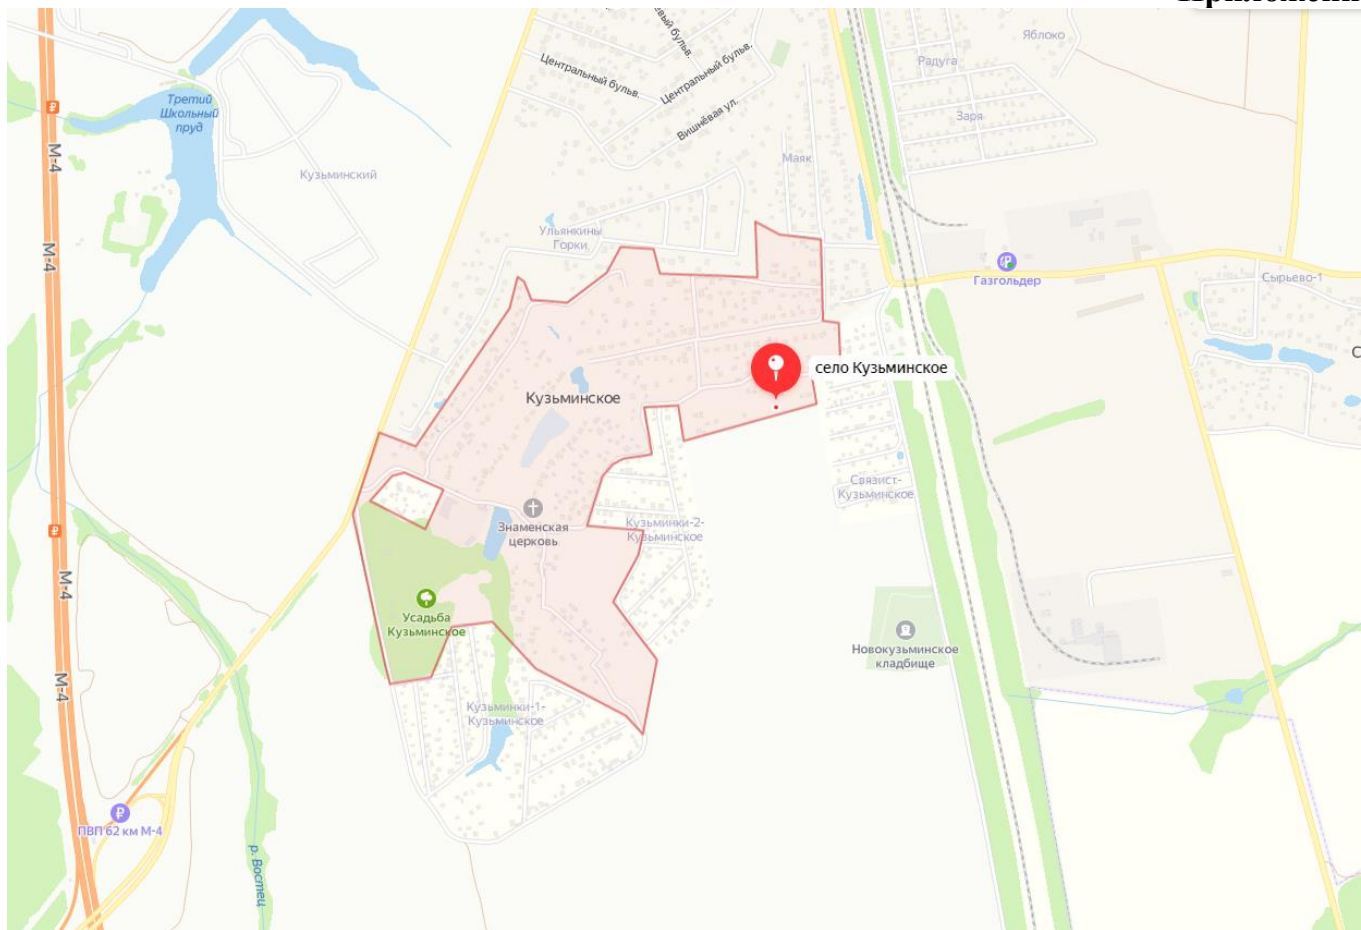 Яблоко
Радуга
Центральный бульв.
Центральный бульв.
Вишнёвая ул.
Третий
Школьный
пруд
Заря
М-4
Маяк
Кузьминский
Ульянкины
Горки
М-4
Газгольдер
Сырьево-1
село Кузьминское
Кузьминское
Связист-
Кузьминское
Знаменская
церковь
Кузьминки-2-
Кузьминское
М-4
Усадьба
Кузьминское
Новокузьминское
кладбище
М-4
Кузьминки-1-
Кузьминское
ПВП 62 км М-4
р. Востец